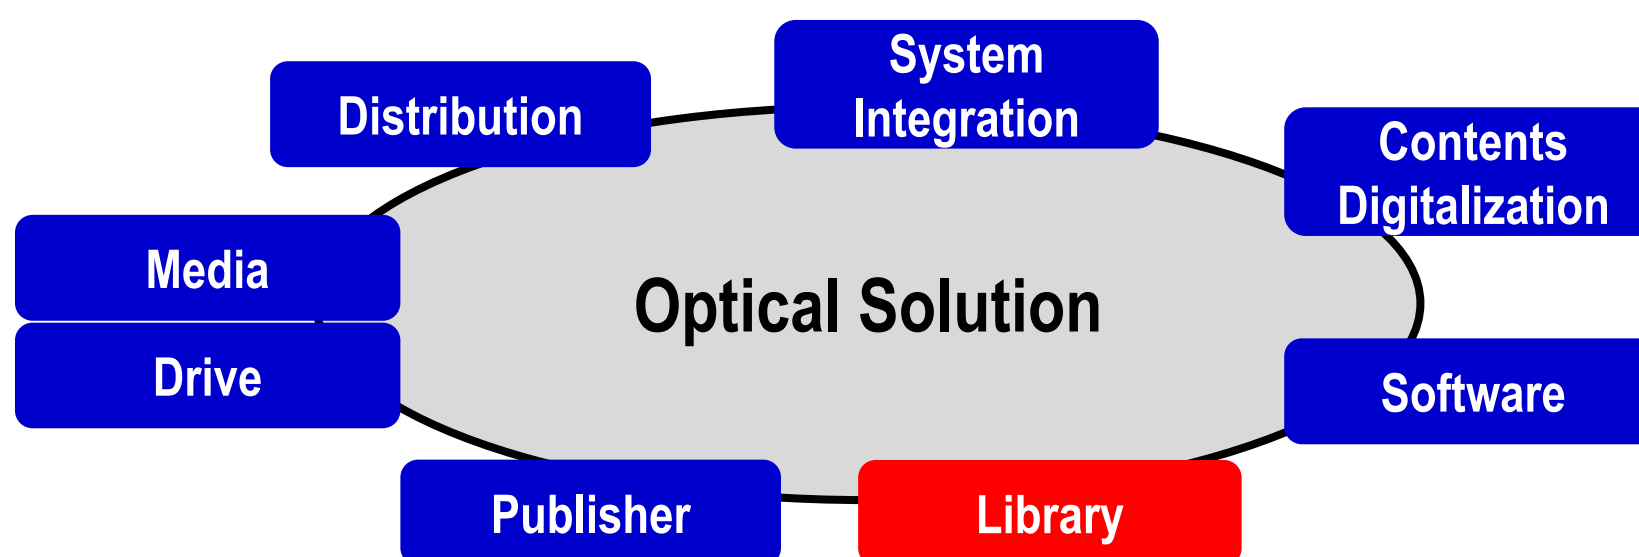 System
Integration
Distribution
Contents
Digitalization
Media
Optical Solution
Drive
Software
Publisher
Library